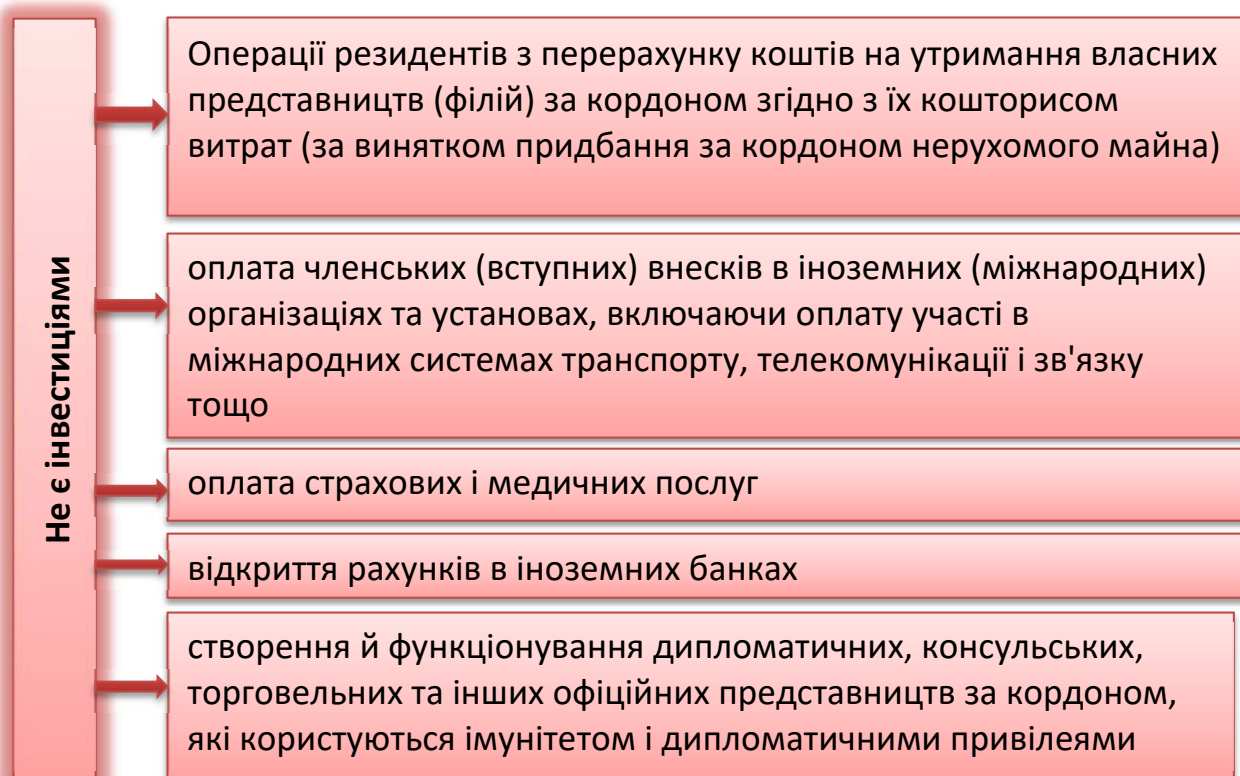 Не є інвестиціями
Операції резидентів з перерахунку коштів на утримання власних
представництв (філій) за кордоном згідно з їх кошторисом
витрат (за винятком придбання за кордоном нерухомого майна)
оплата членських (вступних) внесків в іноземних (міжнародних)
організаціях та установах, включаючи оплату участі в
міжнародних системах транспорту, телекомунікації і зв'язку
тощо
оплата страхових і медичних послуг
відкриття рахунків в іноземних банках
створення й функціонування дипломатичних, консульських,
торговельних та інших офіційних представництв за кордоном,
які користуються імунітетом і дипломатичними привілеями